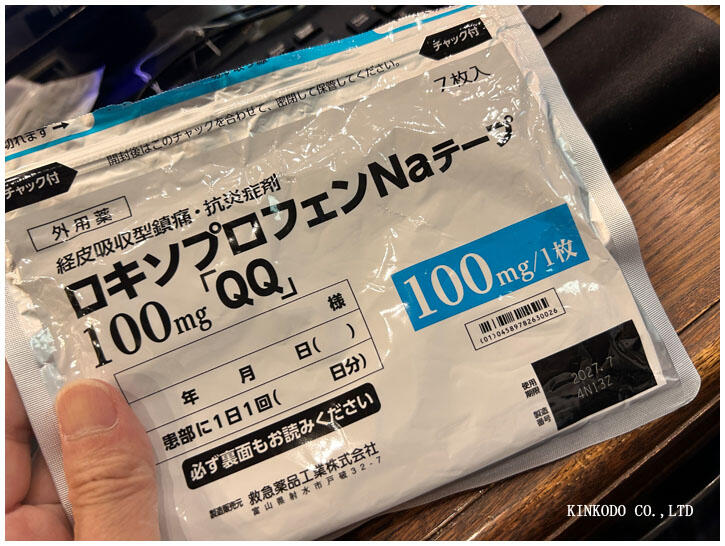 チャック付
7枚入
切れます→
開封後はこのチャックを合わせて、密閉して保管してください。
チャック付
外用薬
経皮吸収型鎮痛・抗炎症剤
ロキソプロフェンNaテープ
100mg「QQ」
100mg/1枚
様
年 月 日( )
患部に1日1回( 日分)
必ず裏面もお読みください
(01)04589782630026
使用期限
2027.7
4N13Z
製造番号
製造販売元 救急薬品工業株式会社
富山県射水市戸破32-7
KINKODO CO.,LTD